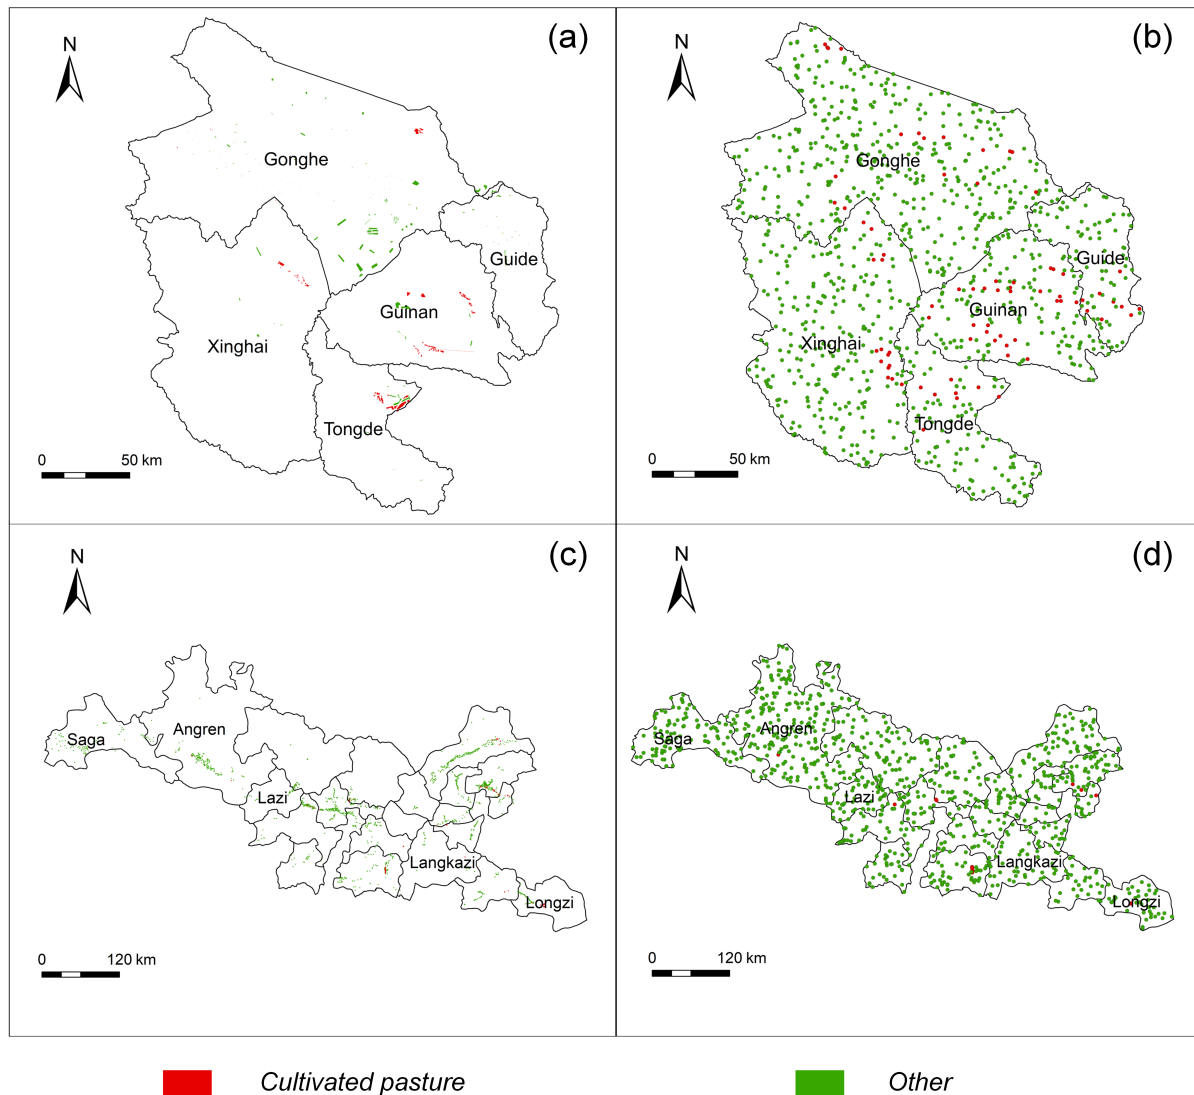 (a)
N
Gonghe
Guide
Guinan
Xinghai
Tongde
0 50 km
(b)
N
Gonghe
Guide
Guinan
Xinghai
Tongde
0 50 km
(c)
N
Angren
Saga
Lazi
Langkazi
Longzi
0 120 km
(d)
N
Angren
Saga
Lazi
Langkazi
Longzi
0 120 km
Cultivated pasture
Other